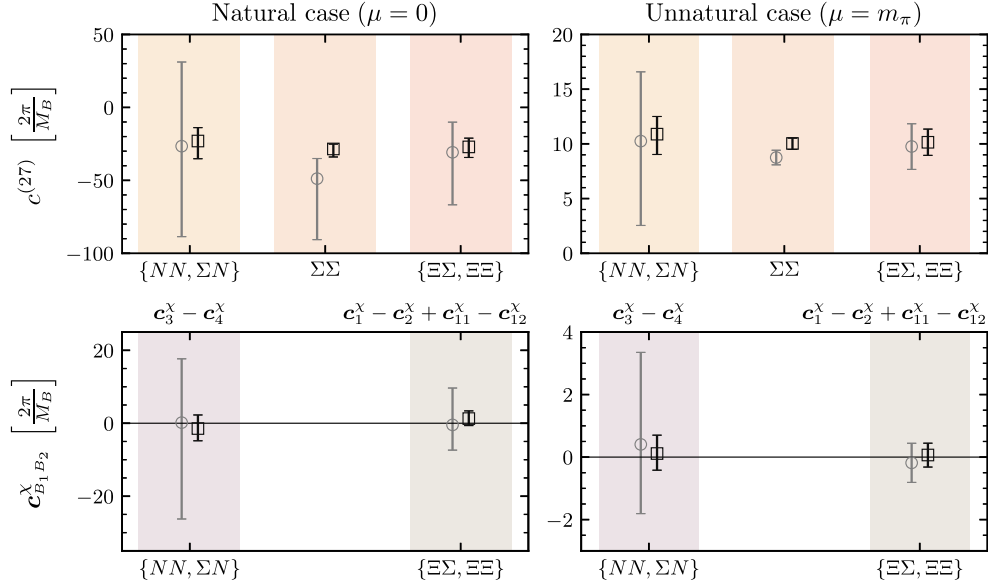 Natural case (μ = 0)
Unnatural case (μ = m_π)
c^(27) [2π/M_B]
50
0
−50
−100
20
15
10
5
0
{NN, ΣN}
ΣΣ
{ΞΣ, ΞΞ}
{NN, ΣN}
ΣΣ
{ΞΣ, ΞΞ}
c_3^χ − c_4^χ
c_1^χ − c_2^χ + c_11^χ − c_12^χ
c_3^χ − c_4^χ
c_1^χ − c_2^χ + c_11^χ − c_12^χ
c^χ_{B_1 B_2} [2π/M_B]
20
0
−20
4
2
0
−2
{NN, ΣN}
{ΞΣ, ΞΞ}
{NN, ΣN}
{ΞΣ, ΞΞ}